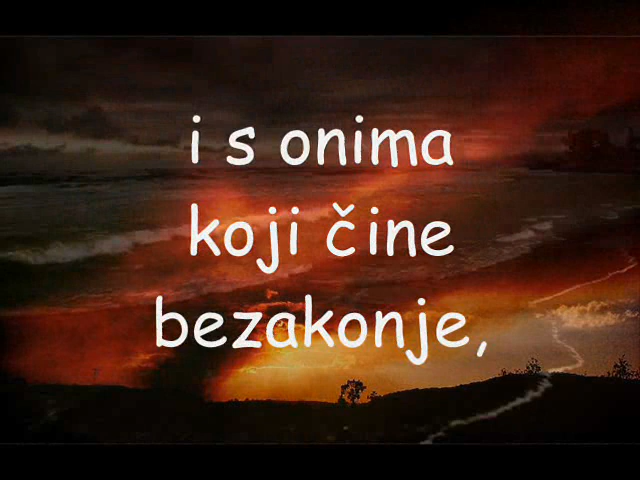 i s onima
koji čine
bezakonje,